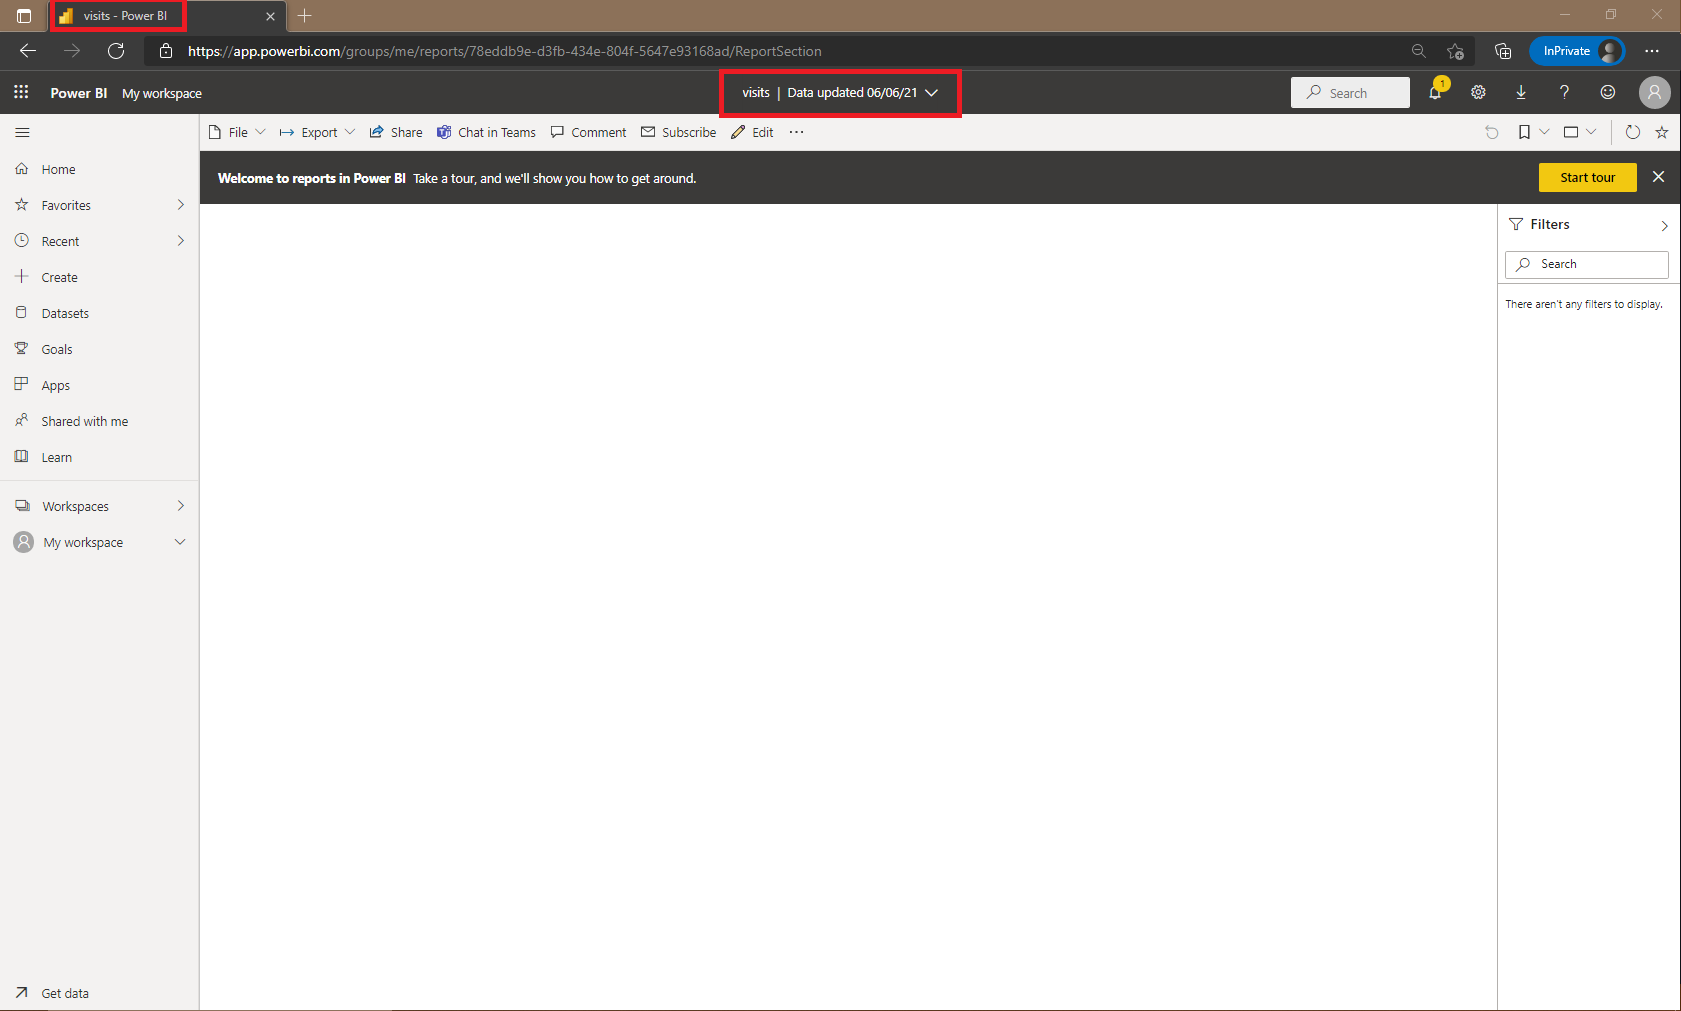 visits - Power BI
https://app.powerbi.com/groups/me/reports/78eddb9e-d3fb-434e-804f-5647e93168ad/ReportSection
InPrivate
Power BI My workspace
visits | Data updated 06/06/21
Search
1
File Export Share Chat in Teams Comment Subscribe Edit
Welcome to reports in Power BI Take a tour, and we'll show you how to get around.
Start tour
Home
Favorites
Recent
Create
Datasets
Goals
Apps
Shared with me
Learn
Workspaces
My workspace
Get data
Filters
Search
There aren't any filters to display.